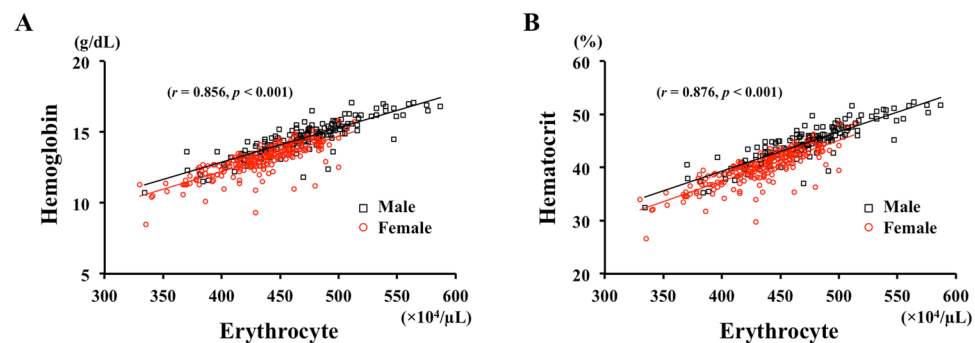 A
(g/dL)
Hemoglobin
20
15
10
5
(r = 0.856, p < 0.001)
Male
Female
300
400
450
500
550
600
(×10⁴/µL)
Erythrocyte
B
(%)
Hematocrit
60
50
40
30
20
(r = 0.876, p < 0.001)
Male
Female
300
350
400
450
500
550
600
(×10⁴/µL)
Erythrocyte